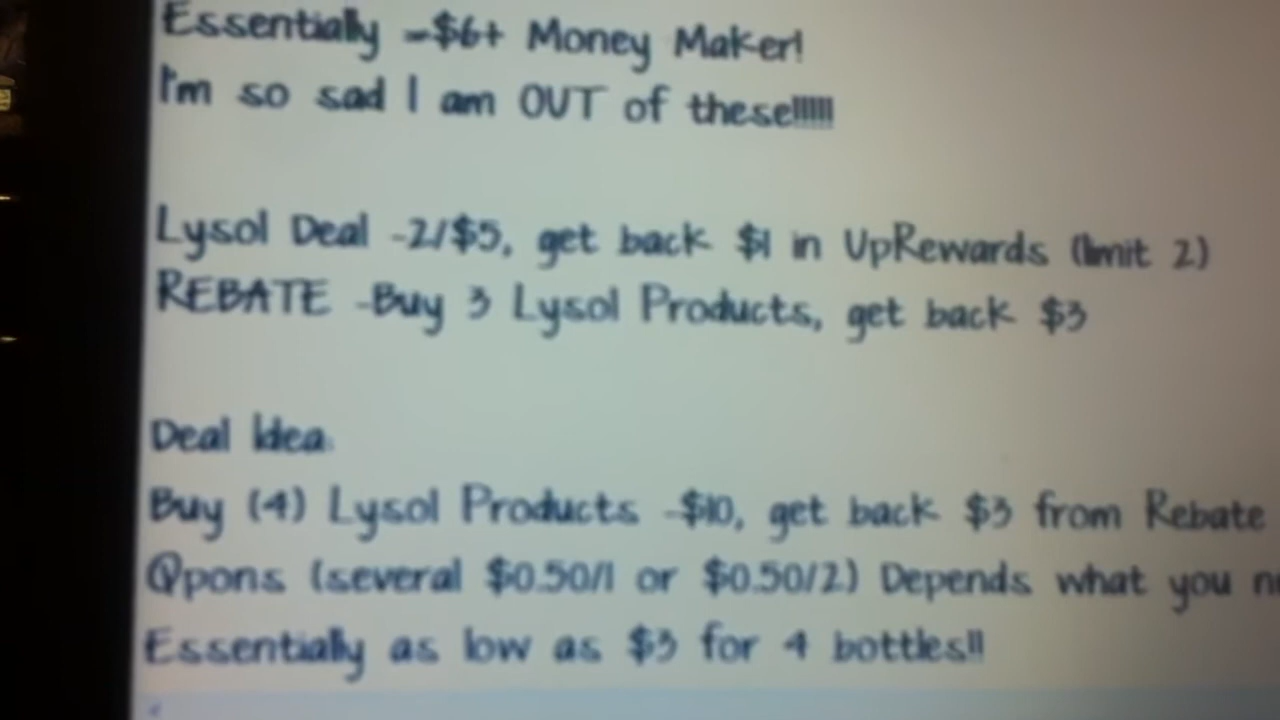 Essentially -$6+ Money Maker!
I'm so sad I am OUT of these!!!!!
Lysol Deal -2/$5, get back $1 in UpRewards (limit 2)
REBATE -Buy 3 Lysol Products, get back $3
Deal Idea:
Buy (4) Lysol Products -$10, get back $3 from Rebate
Qpons (several $0.50/1 or $0.50/2) Depends what you
Essentially as low as $3 for 4 bottles!!